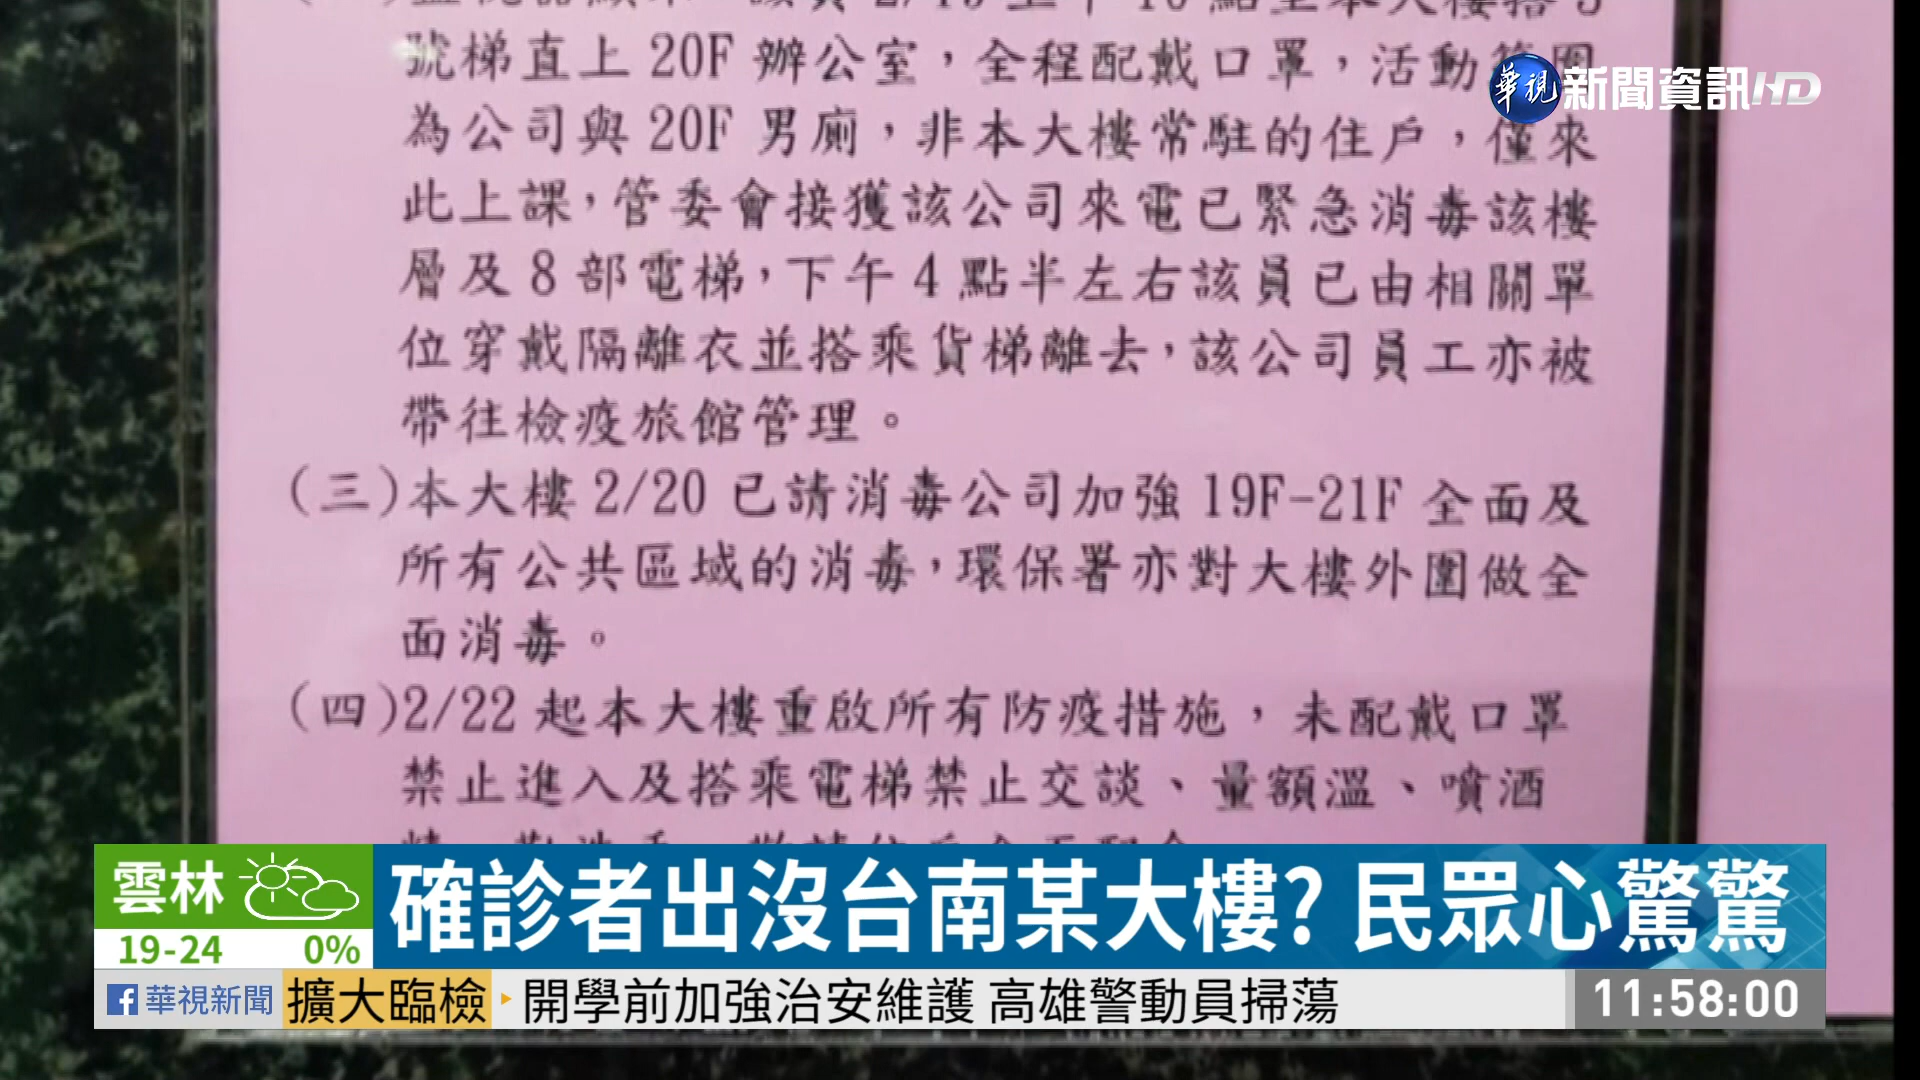 號梯直上 20F 辦公室，全程配戴口罩，活動
為公司與 20F 男廁，非本大樓常駐的住戶，僅來
此上課，管委會接獲該公司來電已緊急消毒該樓
層及 8 部電梯，下午 4 點半左右該員已由相關單
位穿戴隔離衣並搭乘貨梯離去，該公司員工亦被
帶往檢疫旅館管理。
(三)本大樓 2/20 已請消毒公司加強 19F-21F 全面及
所有公共區域的消毒，環保署亦對大樓外圍做全
面消毒。
(四)2/22 起本大樓重啟所有防疫措施，未配戴口罩
禁止進入及搭乘電梯禁止交談、量額溫、噴酒
華視 新聞資訊HD
雲林
19-24 0%
確診者出沒台南某大樓? 民眾心驚驚
華視新聞 擴大臨檢 開學前加強治安維護 高雄警動員掃蕩
11:58:00